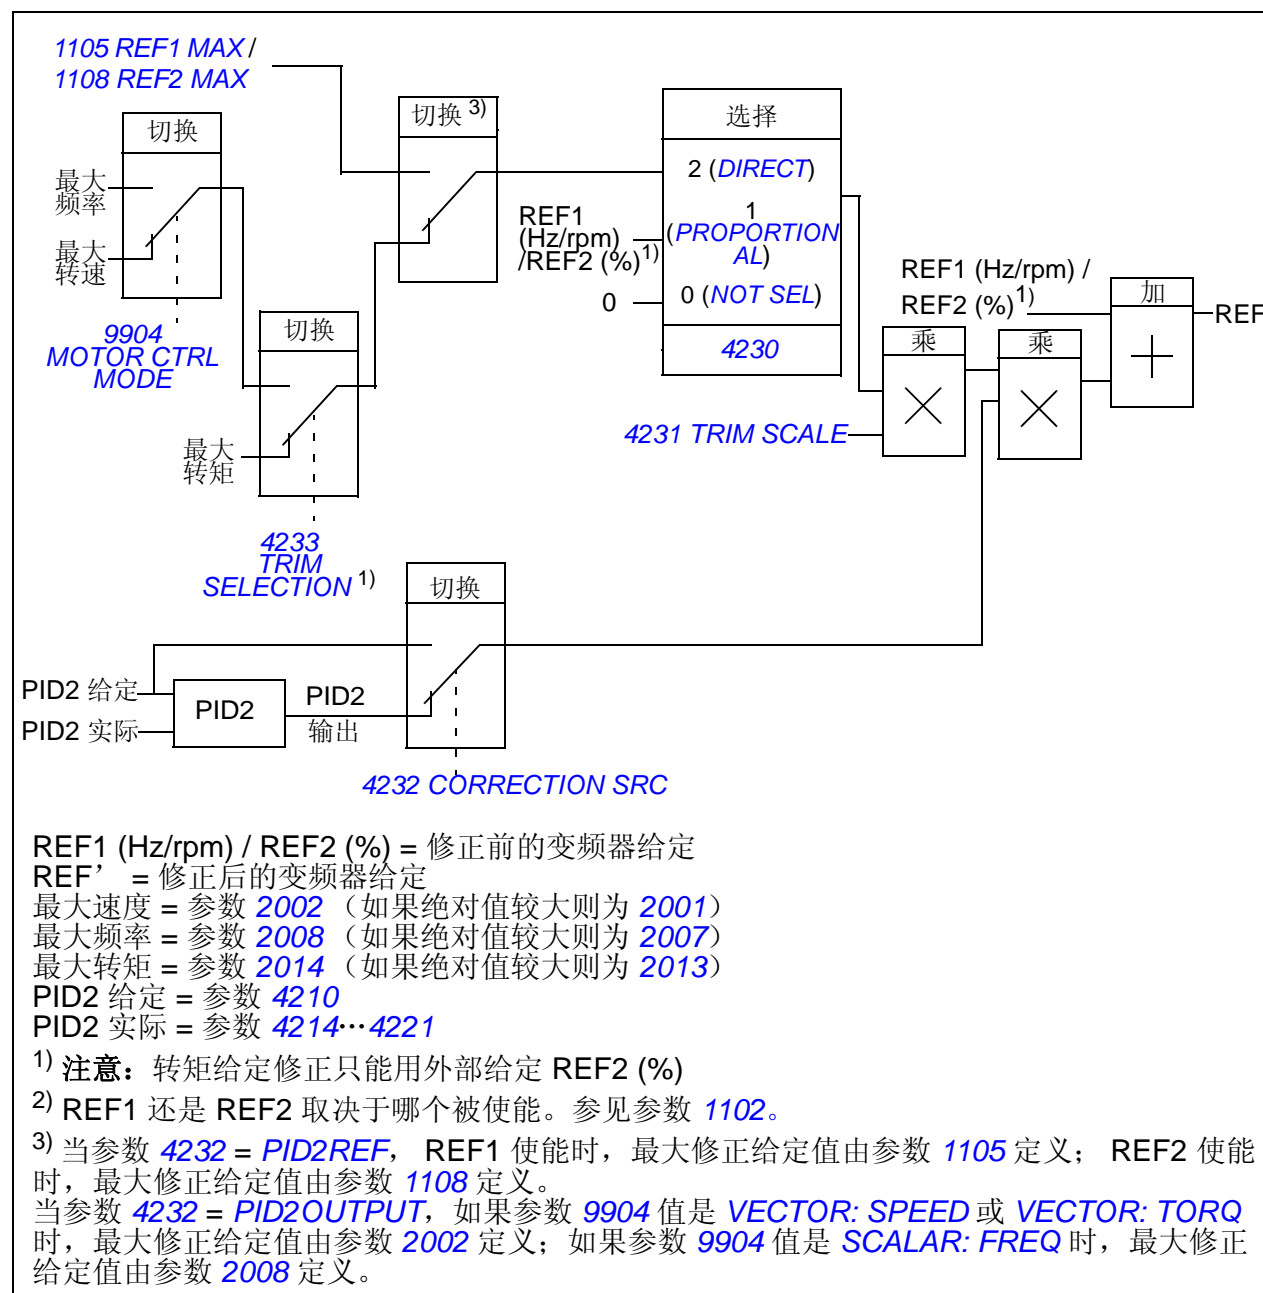 1105 REF1 MAX /
1108 REF2 MAX
切换
最大
频率
最大
转速
9904
MOTOR CTRL
MODE
切换
最大
转矩
4233
TRIM
SELECTION 1)
切换 3)
选择
2 (DIRECT)
REF1
(Hz/rpm)
/REF2 (%)1)
1
(PROPORTION
AL)
0
0 (NOT SEL)
4230
4231 TRIM SCALE
乘
乘
REF1 (Hz/rpm) /
REF2 (%)1)
加
REF
切换
PID2 给定
PID2 实际
PID2
PID2
输出
4232 CORRECTION SRC
REF1 (Hz/rpm) / REF2 (%) = 修正前的变频器给定
REF’ = 修正后的变频器给定
最大速度 = 参数 2002 （如果绝对值较大则为 2001）
最大频率 = 参数 2008 （如果绝对值较大则为 2007）
最大转矩 = 参数 2014 （如果绝对值较大则为 2013）
PID2 给定 = 参数 4210
PID2 实际 = 参数 4214…4221
1) 注意：转矩给定修正只能用外部给定 REF2 (%)
2) REF1 还是 REF2 取决于哪个被使能。参见参数 1102。
3) 当参数 4232 = PID2REF， REF1 使能时，最大修正给定值由参数 1105 定义； REF2 使能
时，最大修正给定值由参数 1108 定义。
当参数 4232 = PID2OUTPUT，如果参数 9904 值是 VECTOR: SPEED 或 VECTOR: TORQ
时，最大修正给定值由参数 2002 定义；如果参数 9904 值是 SCALAR: FREQ 时，最大修正
给定值由参数 2008 定义。